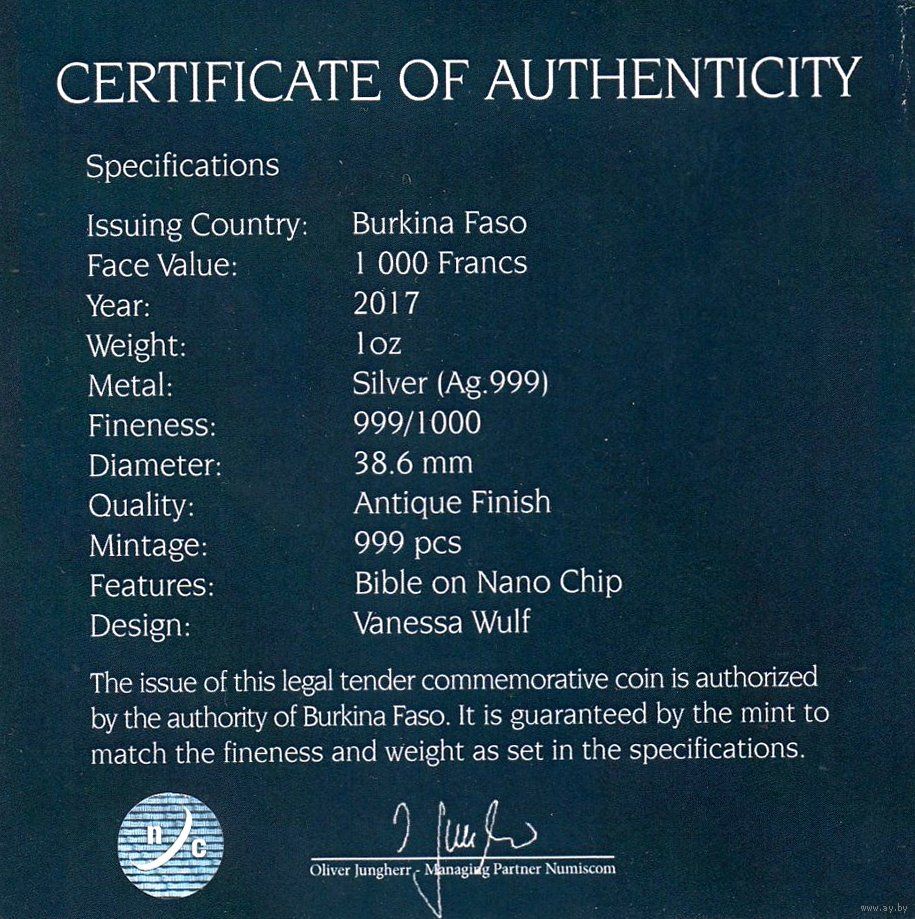 CERTIFICATE OF AUTHENTICITY
Specifications
Issuing Country: Burkina Faso
Face Value: 1 000 Francs
Year: 2017
Weight: 1oz
Metal: Silver (Ag.999)
Fineness: 999/1000
Diameter: 38.6 mm
Quality: Antique Finish
Mintage: 999 pcs
Features: Bible on Nano Chip
Design: Vanessa Wulf
The issue of this legal tender commemorative coin is authorized
by the authority of Burkina Faso. It is guaranteed by the mint to
match the fineness and weight as set in the specifications.
n c
Oliver Jungherr - Managing Partner Numiscom
www.ay.by